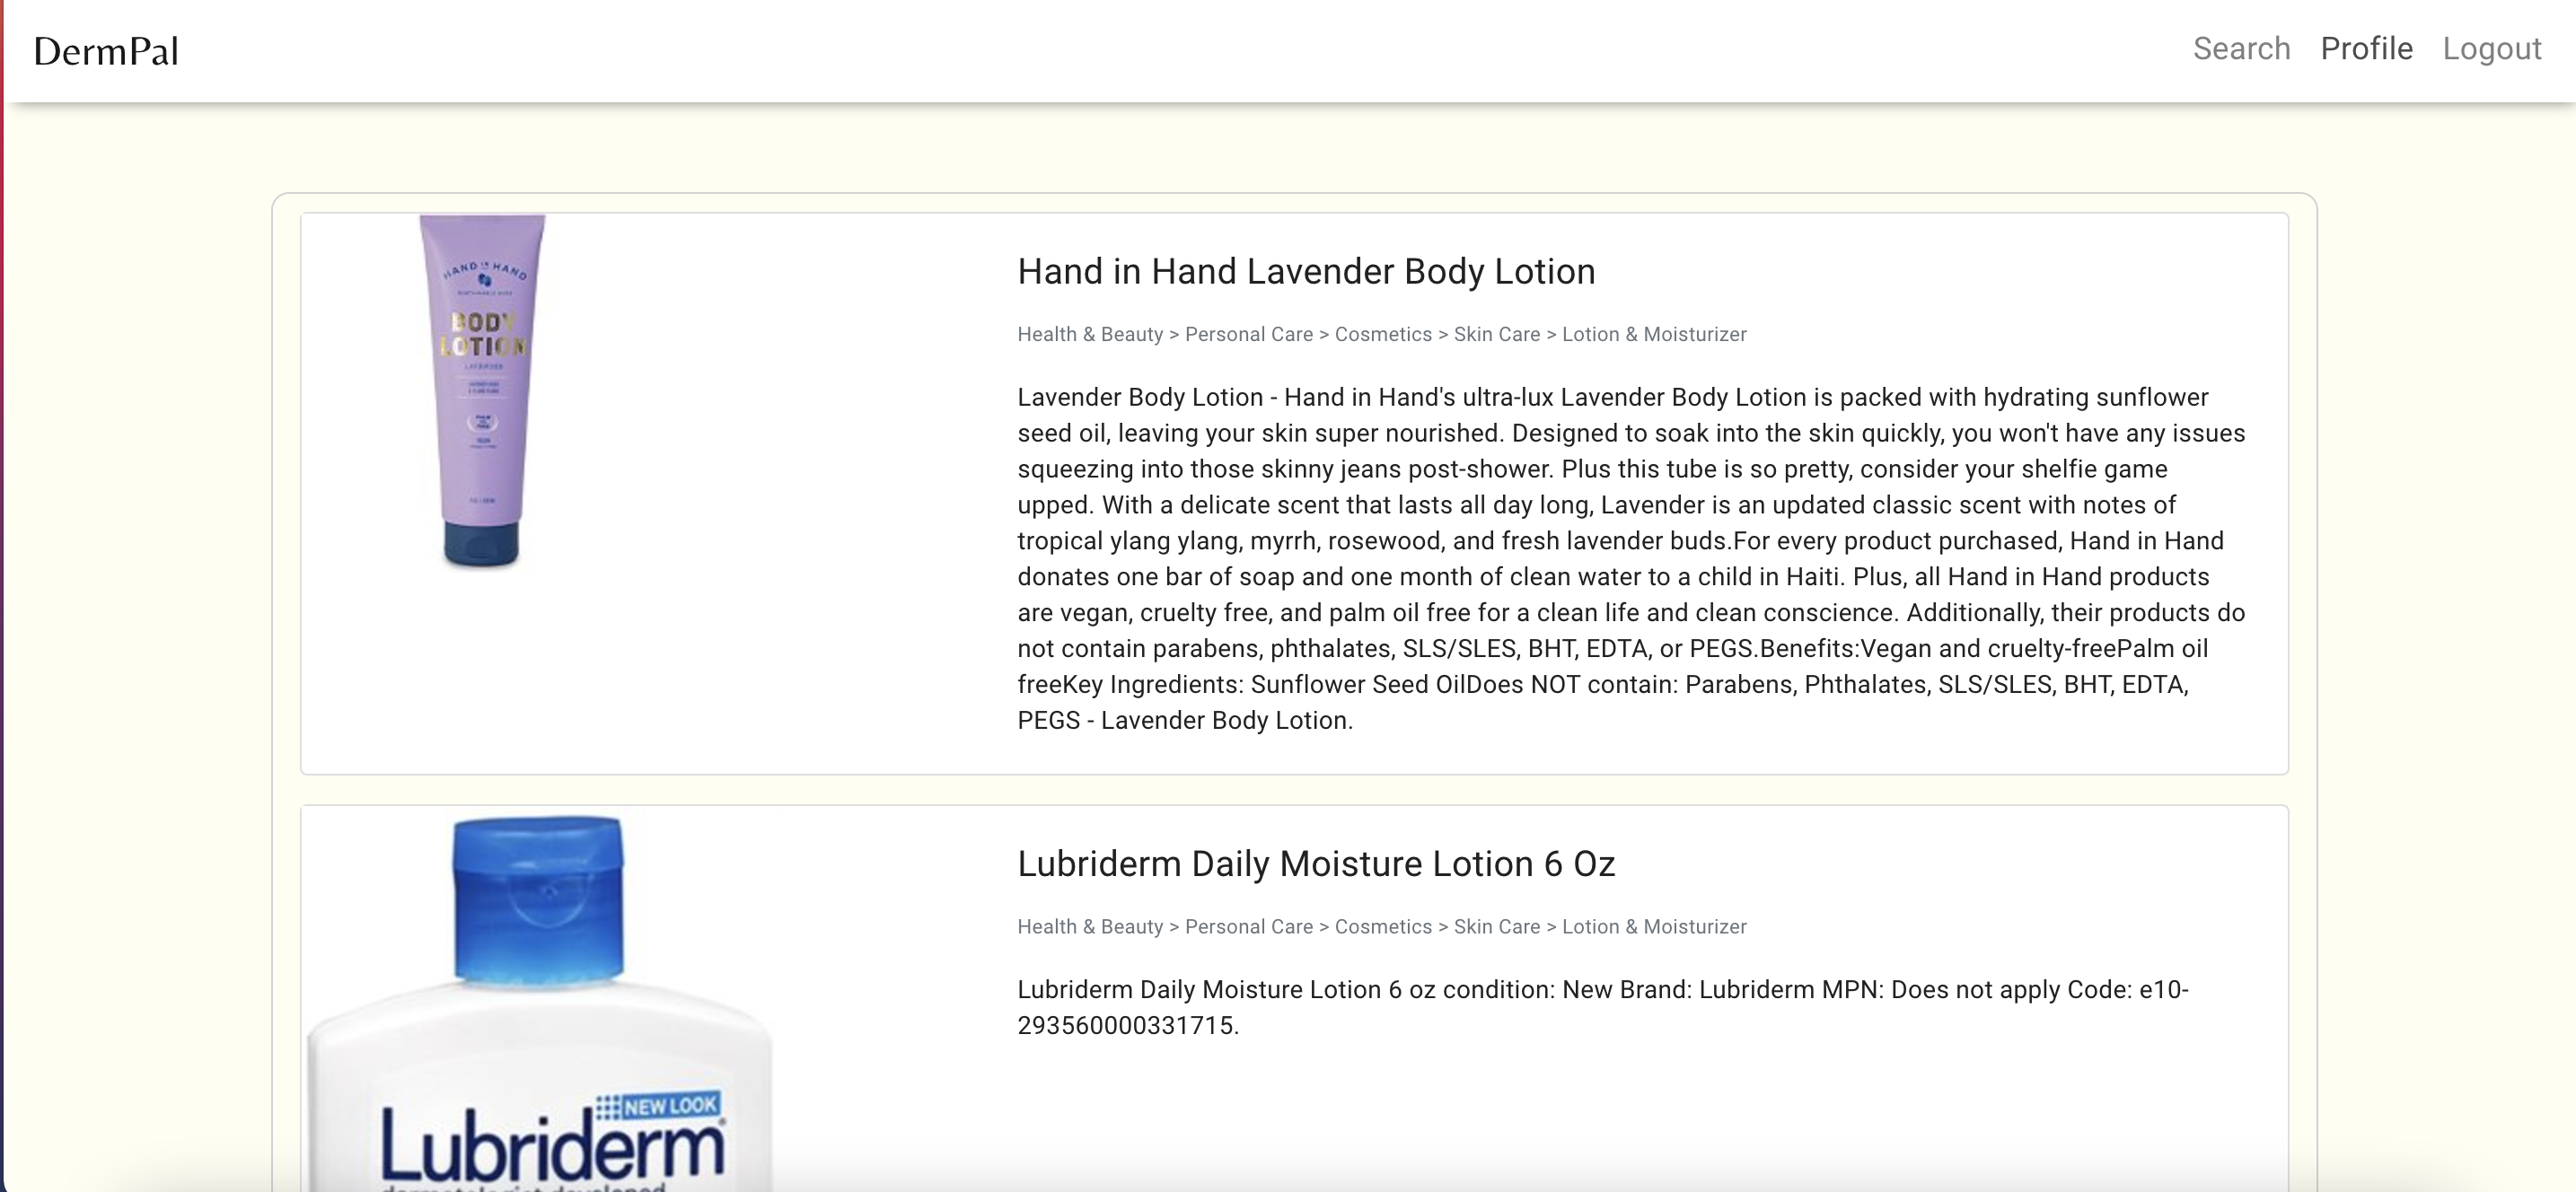 DermPal
Search Profile Logout
HAND IN HAND
BODY
LOTION
LAVENDER
Hand in Hand Lavender Body Lotion
Health & Beauty > Personal Care > Cosmetics > Skin Care > Lotion & Moisturizer
Lavender Body Lotion - Hand in Hand's ultra-lux Lavender Body Lotion is packed with hydrating sunflower
seed oil, leaving your skin super nourished. Designed to soak into the skin quickly, you won't have any issues
squeezing into those skinny jeans post-shower. Plus this tube is so pretty, consider your shelfie game
upped. With a delicate scent that lasts all day long, Lavender is an updated classic scent with notes of
tropical ylang ylang, myrrh, rosewood, and fresh lavender buds.For every product purchased, Hand in Hand
donates one bar of soap and one month of clean water to a child in Haiti. Plus, all Hand in Hand products
are vegan, cruelty free, and palm oil free for a clean life and clean conscience. Additionally, their products do
not contain parabens, phthalates, SLS/SLES, BHT, EDTA, or PEGS.Benefits:Vegan and cruelty-freePalm oil
freeKey Ingredients: Sunflower Seed OilDoes NOT contain: Parabens, Phthalates, SLS/SLES, BHT, EDTA,
PEGS - Lavender Body Lotion.
NEW LOOK
Lubriderm
dermatologist developed
Lubriderm Daily Moisture Lotion 6 Oz
Health & Beauty > Personal Care > Cosmetics > Skin Care > Lotion & Moisturizer
Lubriderm Daily Moisture Lotion 6 oz condition: New Brand: Lubriderm MPN: Does not apply Code: e10-
293560000331715.